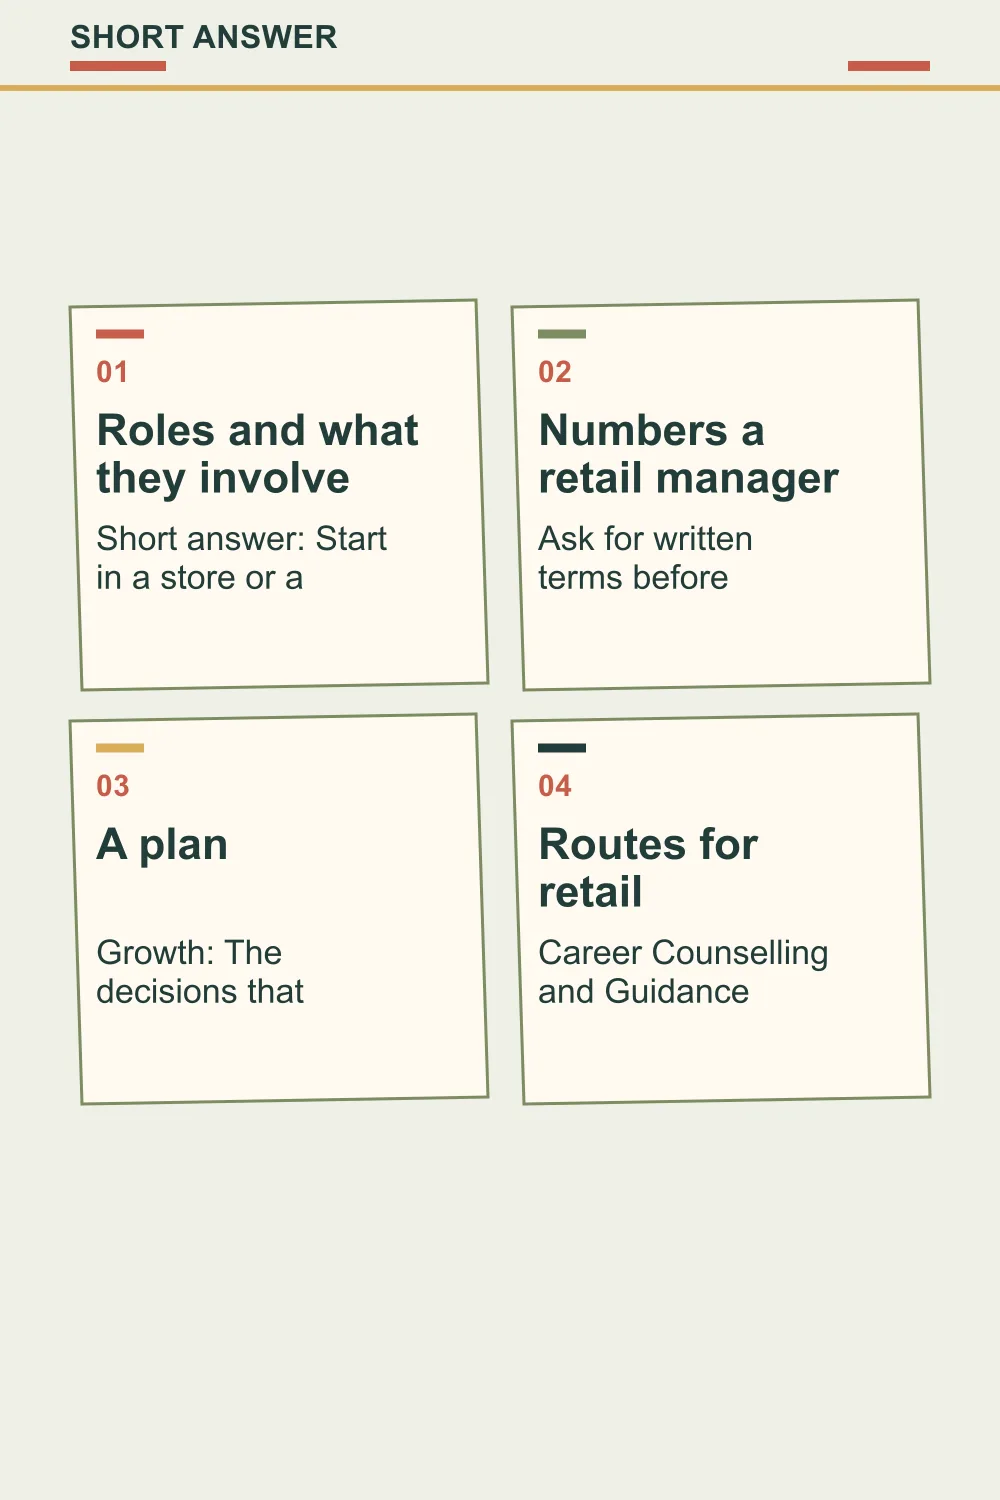 SHORT ANSWER
01
Roles and what
they involve
Short answer: Start
in a store or a
02
Numbers a
retail manager
Ask for written
terms before
03
A plan
Growth: The
decisions that
04
Routes for
retail
Career Counselling
and Guidance